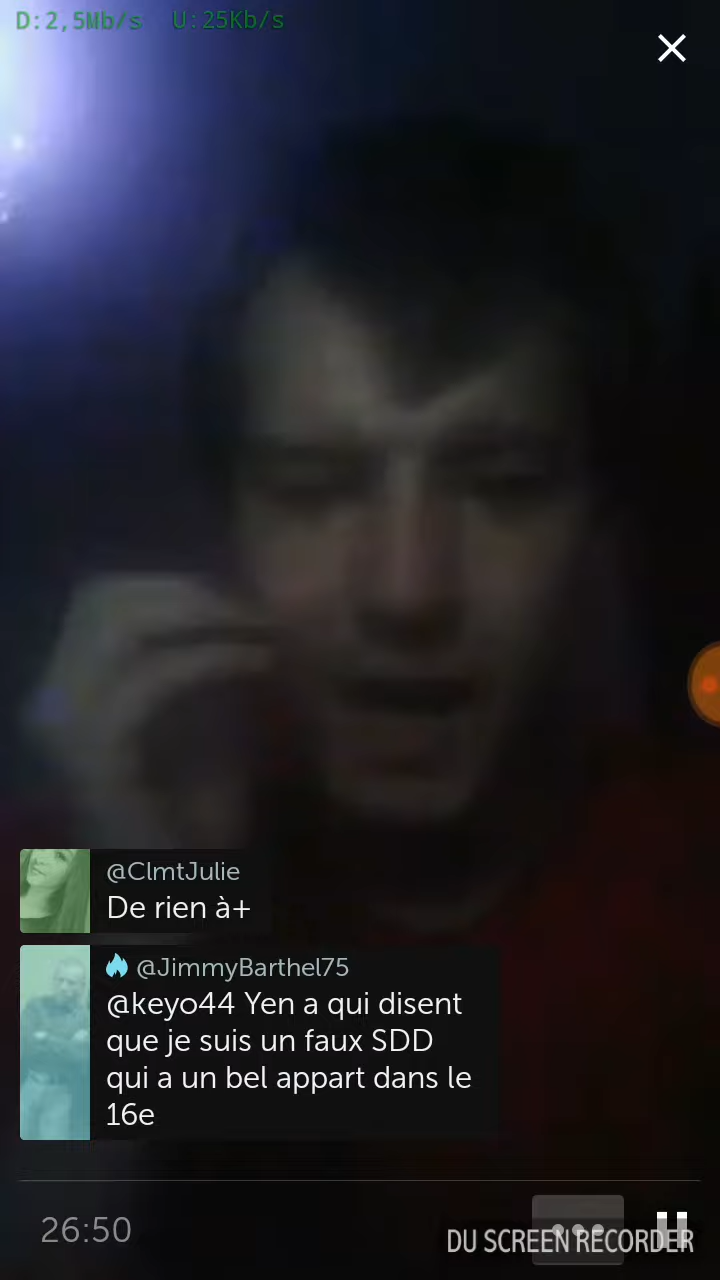 D:2,5Mb/s U:25Kb/s
@ClmtJulie
De rien à+
@JimmyBarthel75
@keyo44 Yen a qui disent
que je suis un faux SDD
qui a un bel appart dans le
16e
26:50
DU SCREEN RECORDER